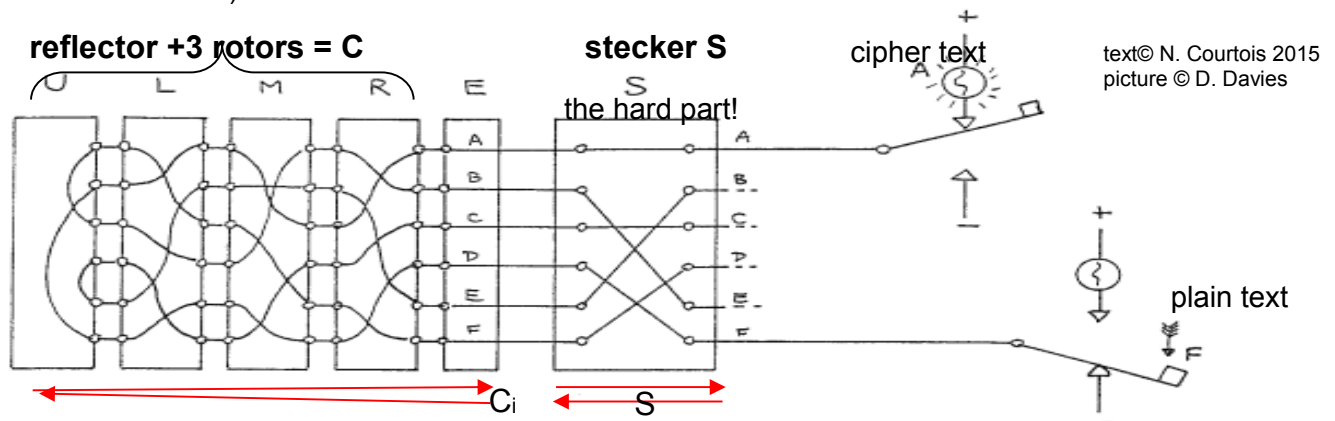 reflector +3 rotors = C
stecker S
cipher text
text© N. Courtois 2015
picture © D. Davies
U L M R E S
the hard part!
+
A
A A
B B
C C
D D
E E
F F
−
+
plain text
F
−
Ci
S